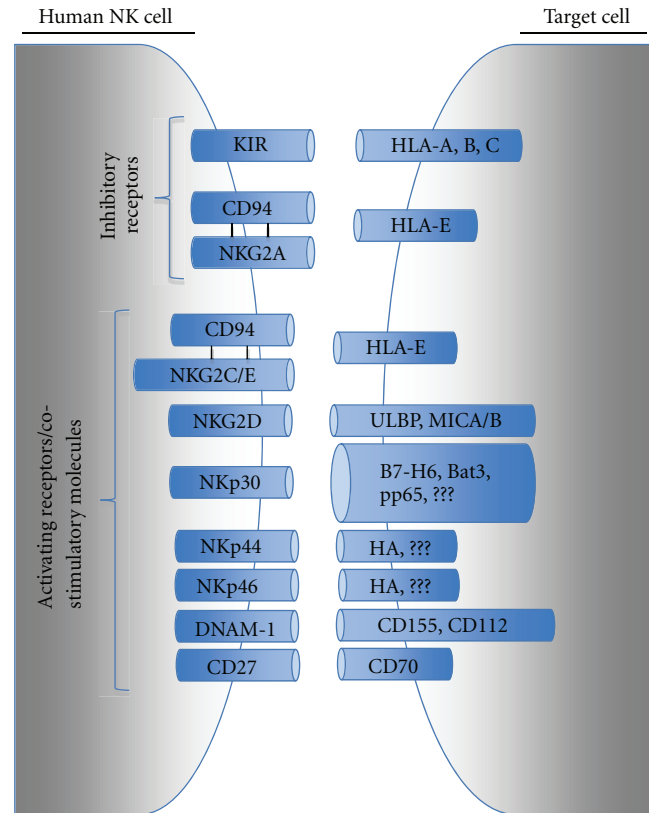 Human NK cell
Target cell
Inhibitory
receptors
KIR
HLA-A, B, C
CD94
NKG2A
HLA-E
Activating receptors/co-
stimulatory molecules
CD94
NKG2C/E
HLA-E
NKG2D
ULBP, MICA/B
NKp30
B7-H6, Bat3,
pp65, ???
NKp44
HA, ???
NKp46
HA, ???
DNAM-1
CD155, CD112
CD27
CD70